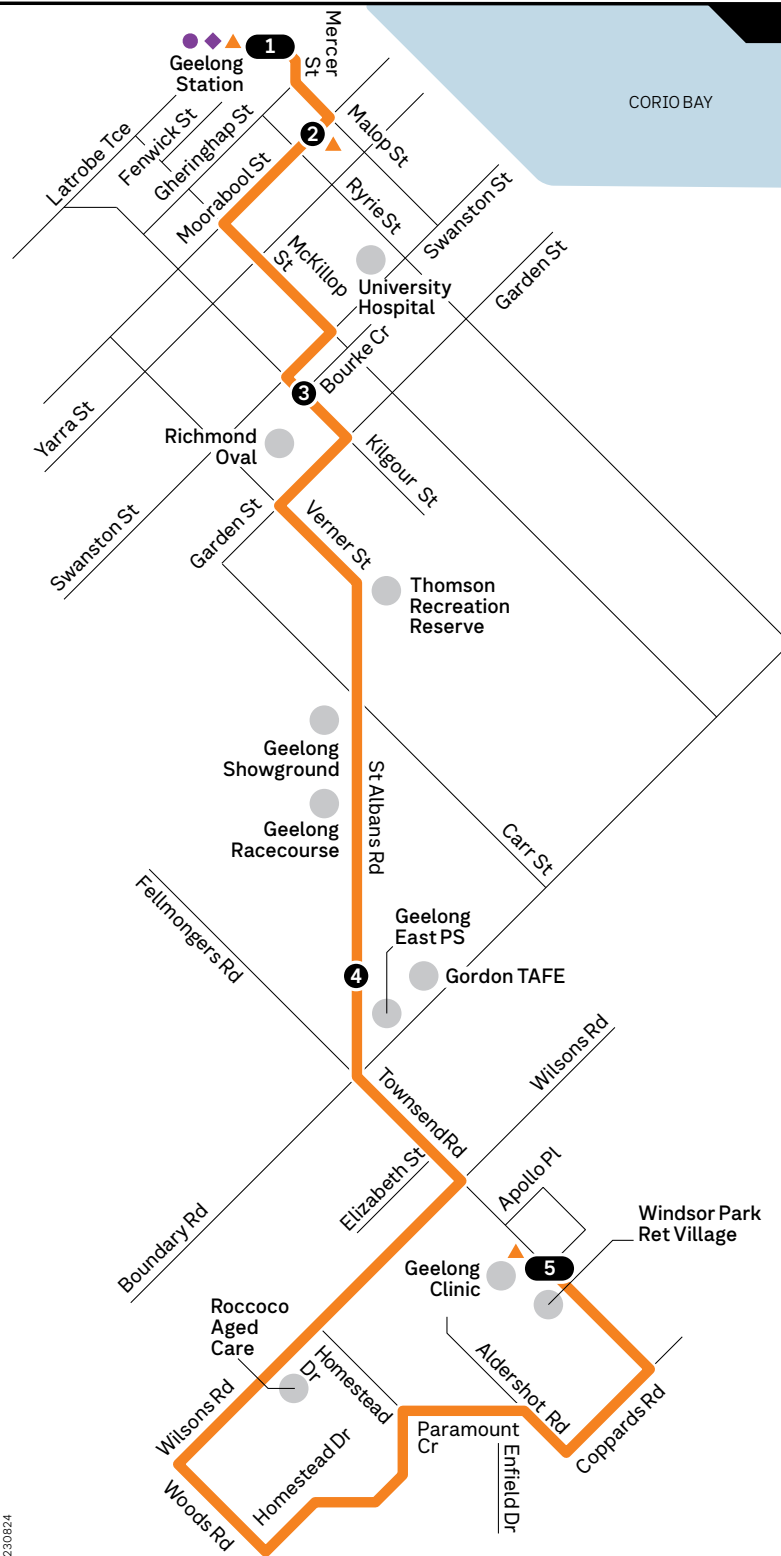 Mercer
St
1
Geelong
Station
CORIO BAY
Latrobe Tce
Fenwick St
Gheringhap St
2
Malop St
Moorabool St
Ryrie St
Swanston St
McKillop
St
University
Hospital
Garden St
Bourke Cr
3
Yarra St
Richmond
Oval
Kilgour St
Swanston St
Garden St
Verner St
Thomson
Recreation
Reserve
Geelong
Showground
St Albans Rd
Geelong
Racecourse
Carr St
Fellmongers Rd
Geelong
East PS
4
Gordon TAFE
Wilsons Rd
Townsend Rd
Elizabeth St
Apollo Pl
Boundary Rd
Windsor Park
Ret Village
Geelong
Clinic
5
Roccoco
Aged
Care
Homestead
Dr
Aldershot Rd
Wilsons Rd
Coppards Rd
Paramount
Cr
Homestead Dr
Enfield Dr
Woods Rd
230824